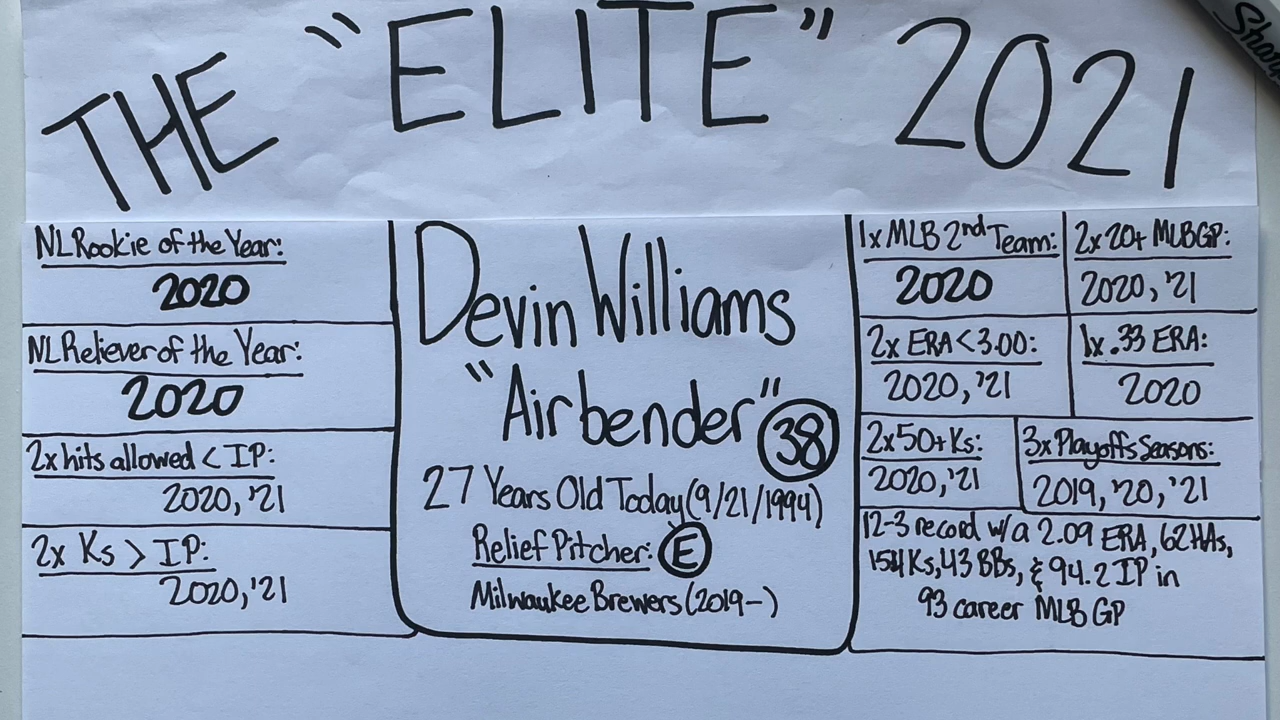 THE "ELITE" 2021
NL Rookie of the Year:
2020
NL Reliever of the Year:
2020
2x hits allowed < IP:
2020, '21
2x Ks > IP:
2020, '21
Devin Williams
"Airbender" 38
27 Years Old Today (9/21/1994)
Relief Pitcher: E
Milwaukee Brewers (2019-)
1x MLB 2nd Team:
2020
2x 20+ MLB GP:
2020, '21
2x ERA < 3.00:
2020, '21
1x .33 ERA:
2020
2x 50+ Ks:
2020, '21
3x Playoffs Seasons:
2019, '20, '21
12-3 record w/a 2.09 ERA, 62 HAs,
154 Ks, 43 BBs, & 94.2 IP in
93 career MLB GP